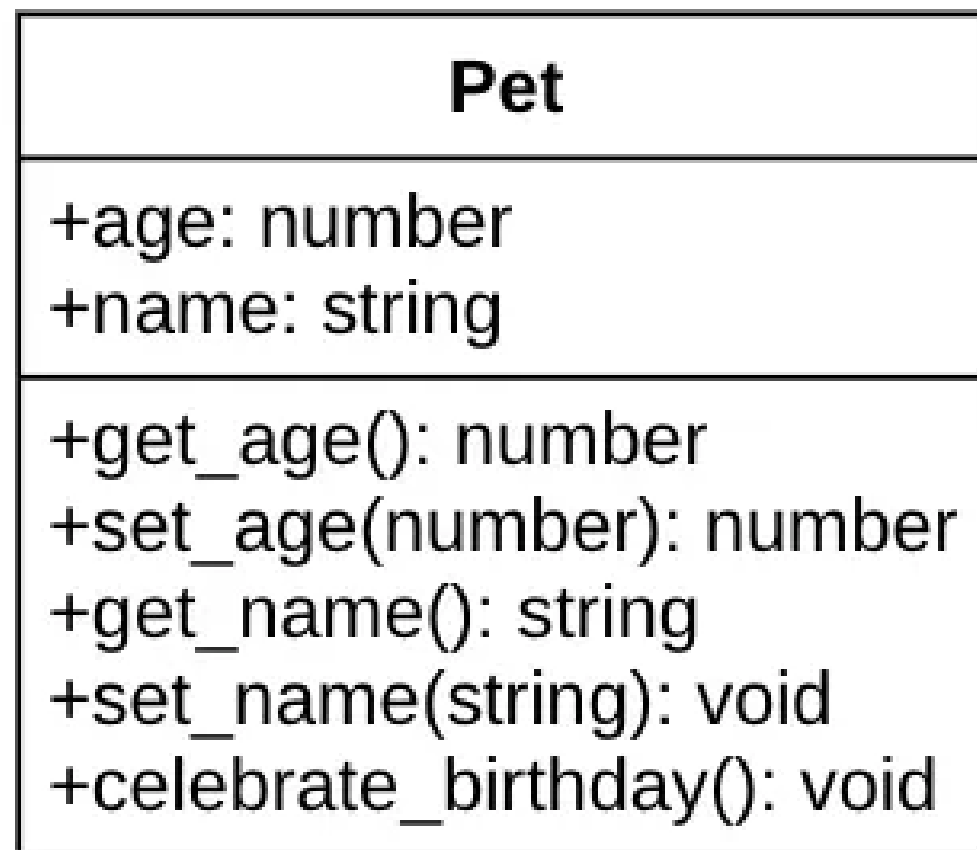 Pet
+age: number
+name: string
+get_age(): number
+set_age(number): number
+get_name(): string
+set_name(string): void
+celebrate_birthday(): void